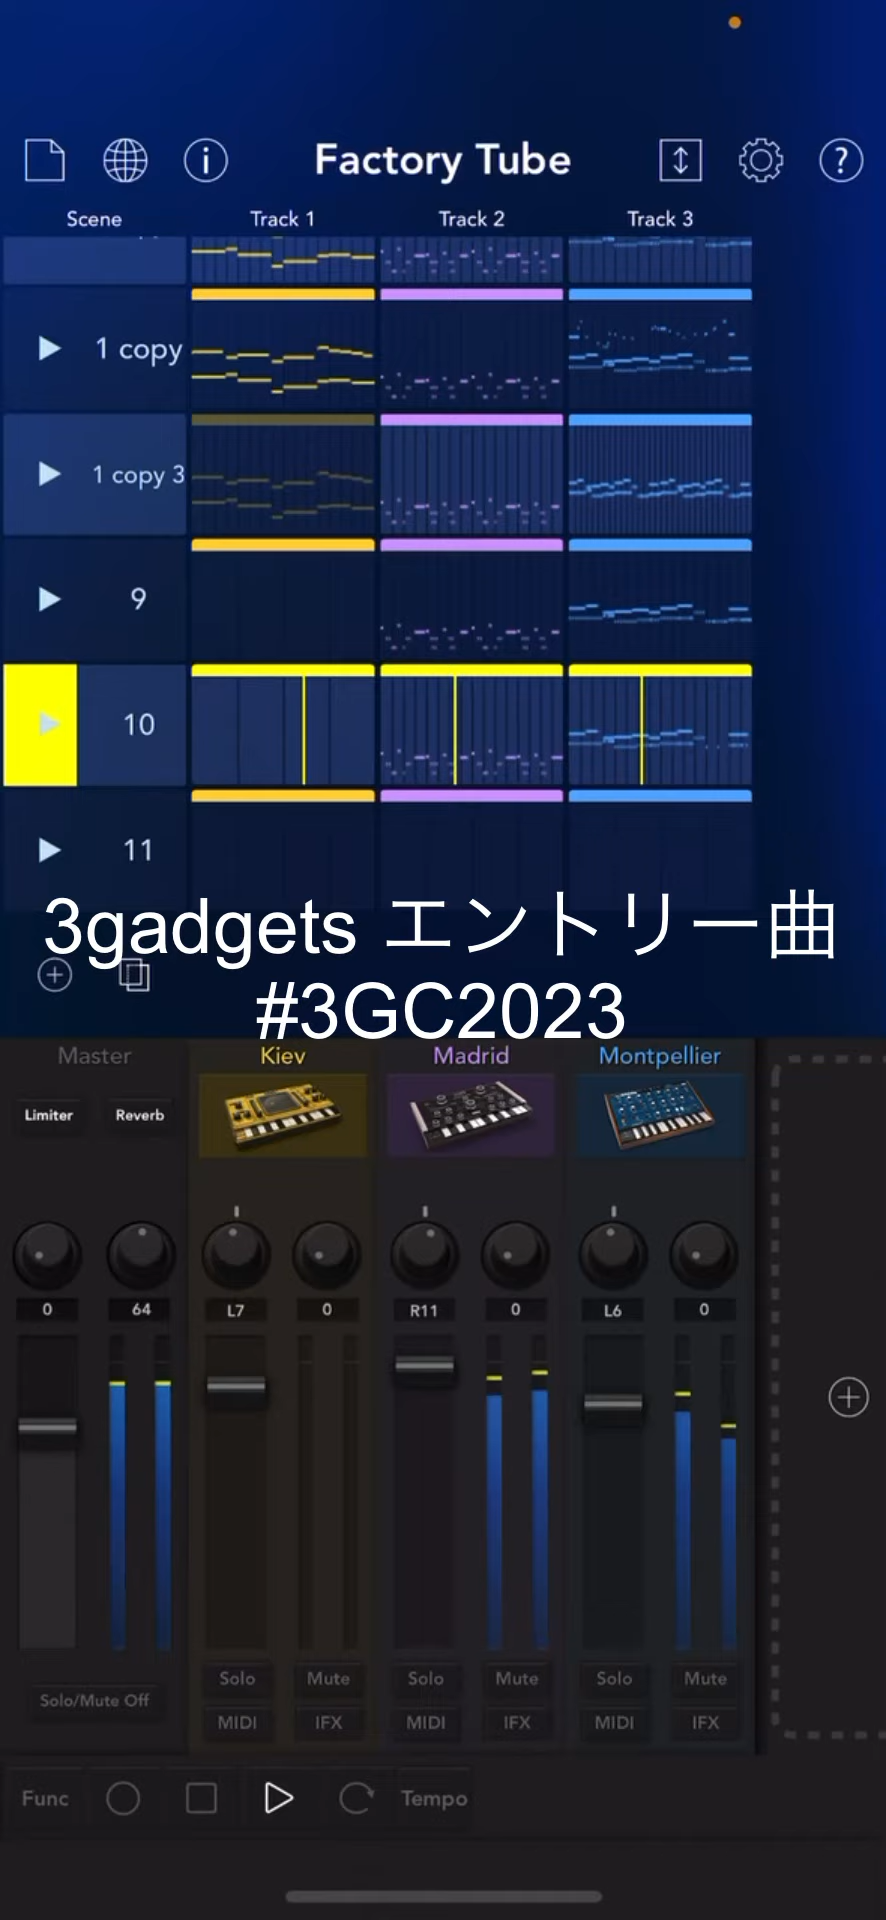 Factory Tube
Scene Track 1 Track 2 Track 3
1 copy
1 copy 3
9
10
11
3gadgets エントリー曲
#3GC2023
Master Kiev Madrid Montpellier
Limiter Reverb
0 64 L7 0 R11 0 L6 0
Solo Mute Solo Mute Solo Mute
Solo/Mute Off
MIDI IFX MIDI IFX MIDI IFX
Func Tempo